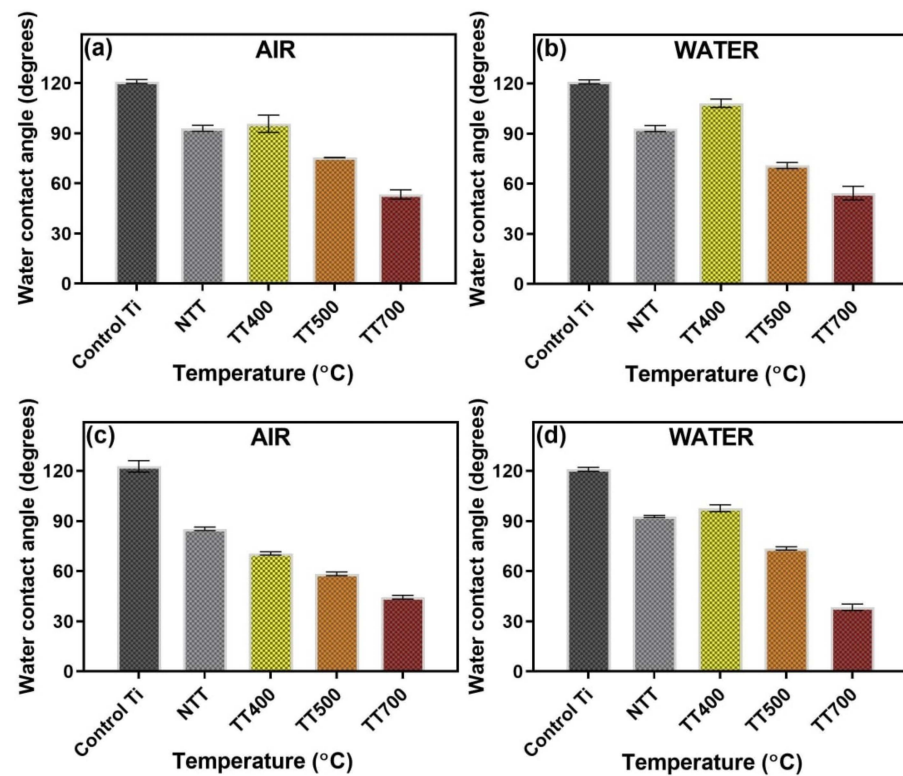 (a)
AIR
Water contact angle (degrees)
120
90
60
30
0
Control Ti
NTT
TT400
TT500
TT700
Temperature (°C)
(b)
WATER
Water contact angle (degrees)
120
90
60
30
0
Control Ti
NTT
TT400
TT500
TT700
Temperature (°C)
(c)
AIR
Water contact angle (degrees)
120
90
60
30
0
Control Ti
NTT
TT400
TT500
TT700
Temperature (°C)
(d)
WATER
Water contact angle (degrees)
120
90
60
30
0
Control Ti
NTT
TT400
TT500
TT700
Temperature (°C)